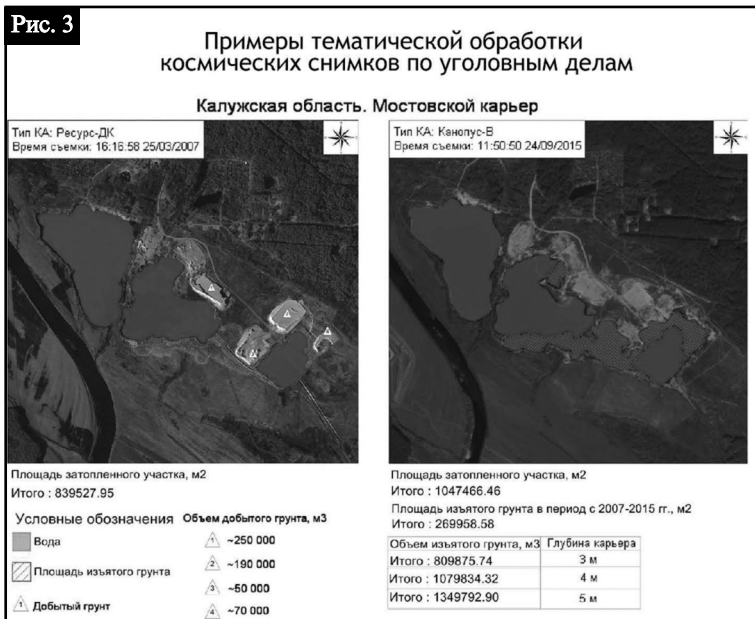 Рис. 3
Примеры тематической обработки
космических снимков по уголовным делам
Калужская область. Мостовской карьер
Тип КА: Ресурс-ДК
Время съемки: 16:16:58 25/03/2007
Площадь затопленного участка, м2
Итого : 839527.95
Условные обозначения
Вода
Площадь изъятого грунта
1 Добытый грунт
Объем добытого грунта, м3
1 ~250 000
2 ~190 000
3 ~50 000
4 ~70 000
Тип КА: Канопус-В
Время съемки: 11:50:50 24/09/2015
Площадь затопленного участка, м2
Итого : 1047466.46
Площадь изъятого грунта в период с 2007-2015 гг., м2
Итого : 269958.58
Объем изъятого грунта, м3 Глубина карьера
Итого : 809875.74 3 м
Итого : 1079834.32 4 м
Итого : 1349792.90 5 м